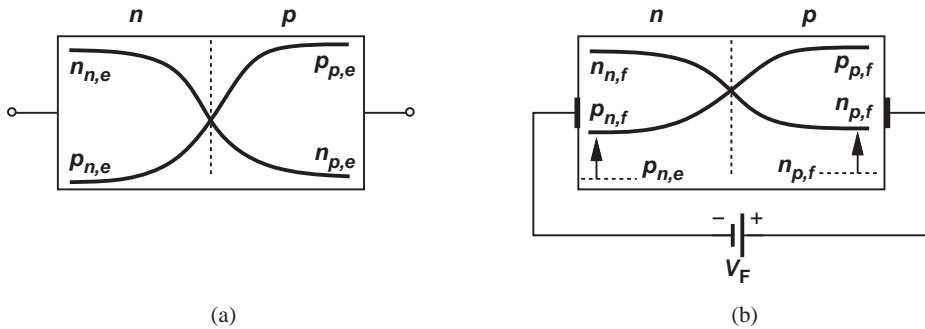 n p
n_{n,e} p_{p,e}
p_{n,e} n_{p,e}
(a)
n p
n_{n,f} p_{p,f}
p_{n,f} n_{p,f}
p_{n,e} n_{p,f}
− +
V_F
(b)